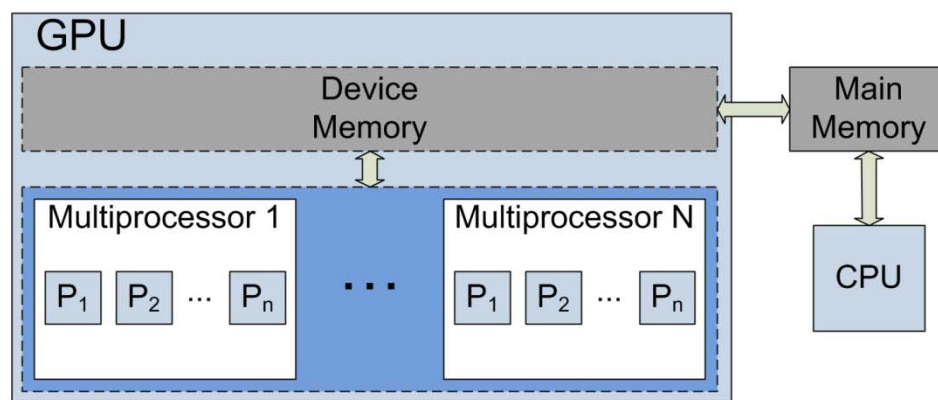 GPU
Device
Memory
Main
Memory
Multiprocessor 1
Multiprocessor N
P₁ P₂ ... Pₙ
...
P₁ P₂ ... Pₙ
CPU